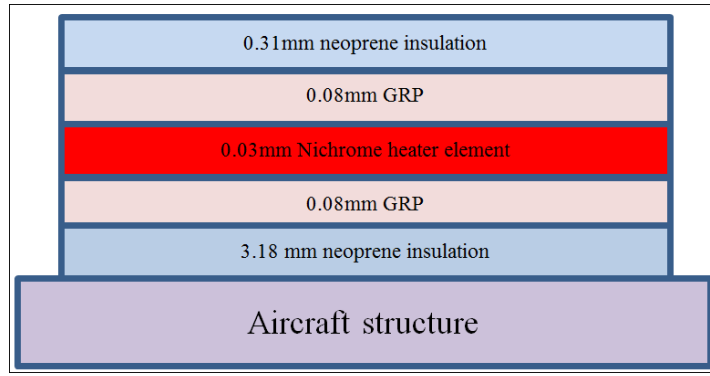 0.31mm neoprene insulation
0.08mm GRP
0.03mm Nichrome heater element
0.08mm GRP
3.18 mm neoprene insulation
Aircraft structure